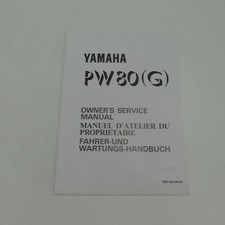 YAMAHA
PW80(G)
OWNER'S SERVICE
MANUAL
MANUEL D'ATELIER DU
PROPRIETAIRE
FAHRER-UND
WARTUNGS-HANDBUCH